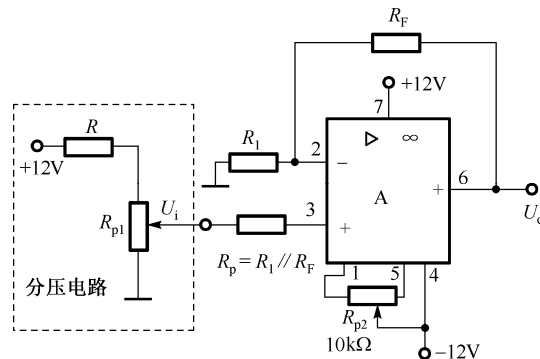 R_F
+12V
7
R
+12V
R_1
2
−
▷ ∞
A
+
6
U_o
R_p1
U_i
3
+
R_p = R_1 // R_F
1
5
4
分压电路
R_p2
10kΩ
−12V